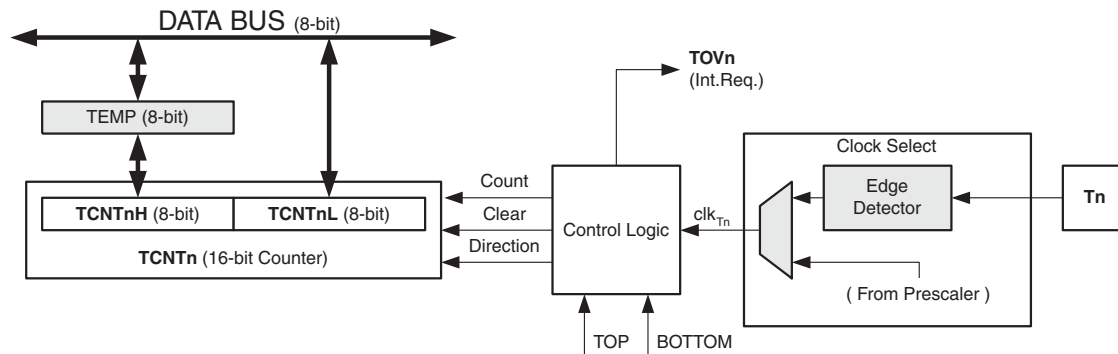 DATA BUS (8-bit)
TOVn
(Int.Req.)
TEMP (8-bit)
Clock Select
Edge
Detector
Tn
Count
TCNTnH (8-bit) TCNTnL (8-bit)
Clear
Control Logic
clkTn
Direction
TCNTn (16-bit Counter)
( From Prescaler )
TOP
BOTTOM